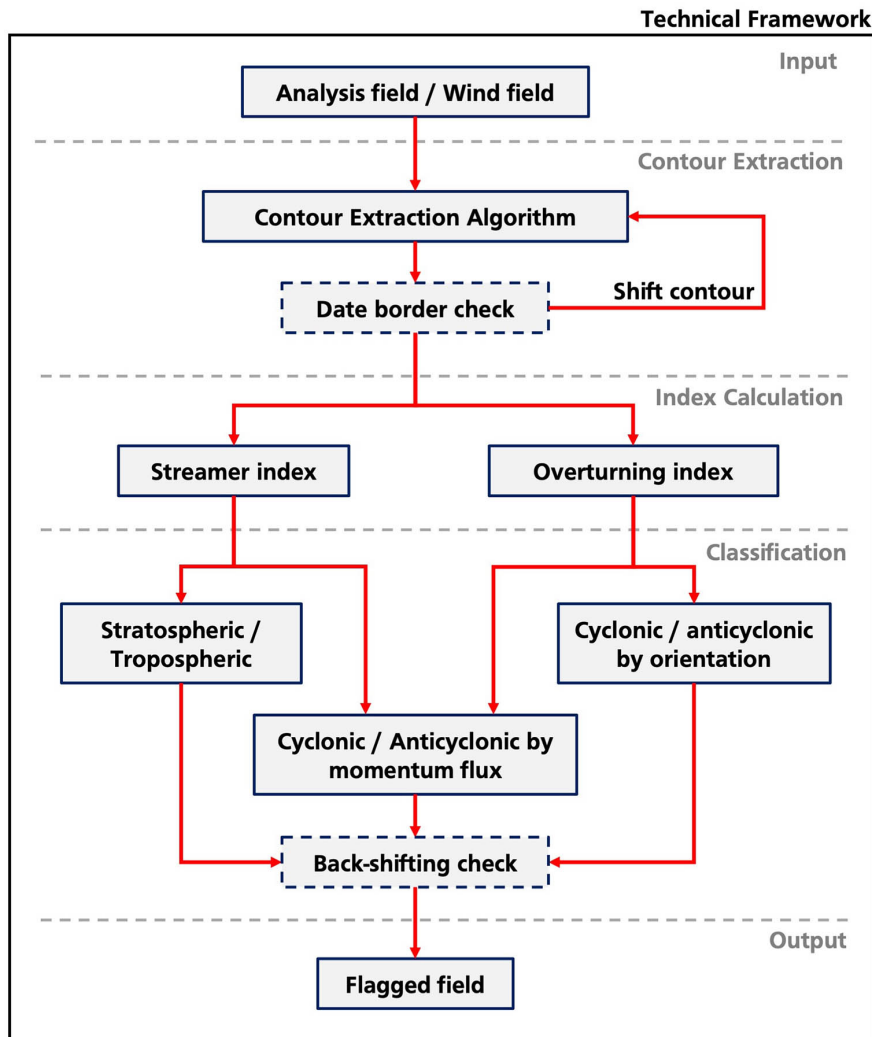 Technical Framework
Input
Analysis field / Wind field
Contour Extraction
Contour Extraction Algorithm
Date border check
Shift contour
Index Calculation
Streamer index
Overturning index
Classification
Stratospheric /
Tropospheric
Cyclonic / anticyclonic
by orientation
Cyclonic / Anticyclonic by
momentum flux
Back-shifting check
Output
Flagged field